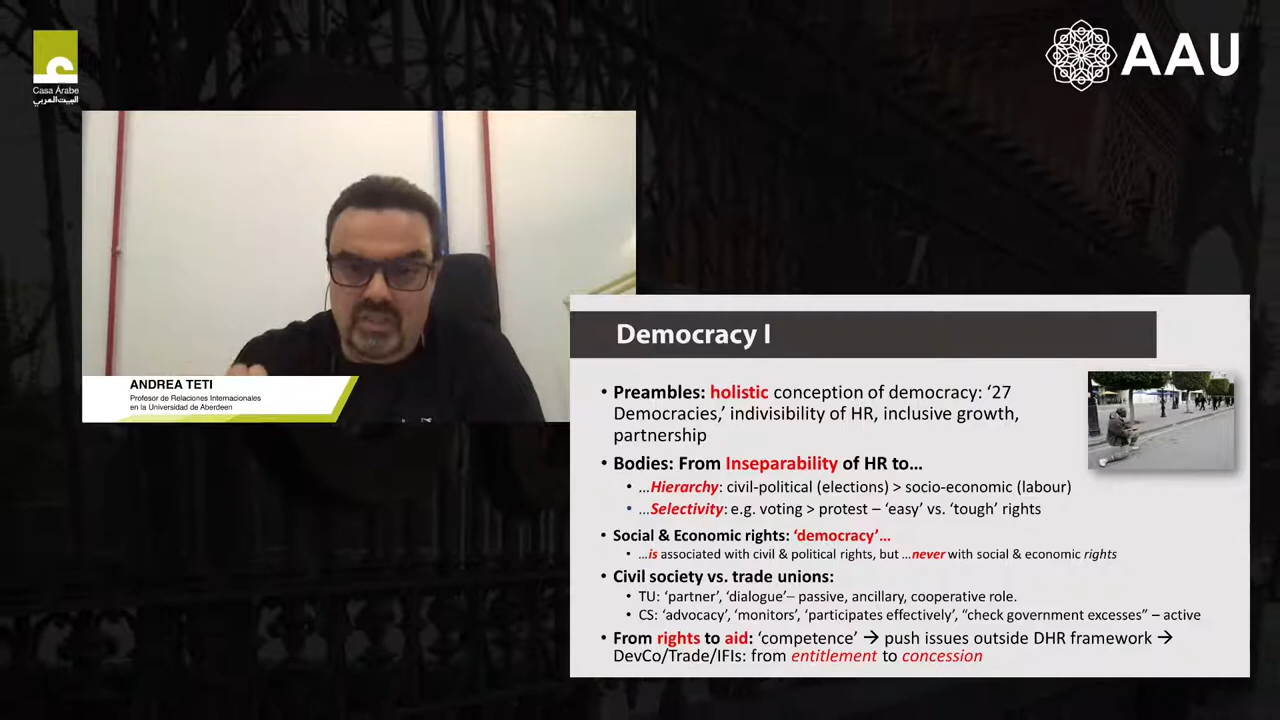 Casa Árabe
البيت العربي
AAU
ANDREA TETI
Profesor de Relaciones Internacionales
en la Universidad de Aberdeen
Democracy I
• Preambles: holistic conception of democracy: ‘27
Democracies,’ indivisibility of HR, inclusive growth,
partnership
• Bodies: From Inseparability of HR to…
• …Hierarchy: civil-political (elections) > socio-economic (labour)
• …Selectivity: e.g. voting > protest – ‘easy’ vs. ‘tough’ rights
• Social & Economic rights: ‘democracy’…
• …is associated with civil & political rights, but …never with social & economic rights
• Civil society vs. trade unions:
• TU: ‘partner’, ‘dialogue’– passive, ancillary, cooperative role.
• CS: ‘advocacy’, ‘monitors’, ‘participates effectively’, “check government excesses” – active
• From rights to aid: ‘competence’ → push issues outside DHR framework →
DevCo/Trade/IFIs: from entitlement to concession